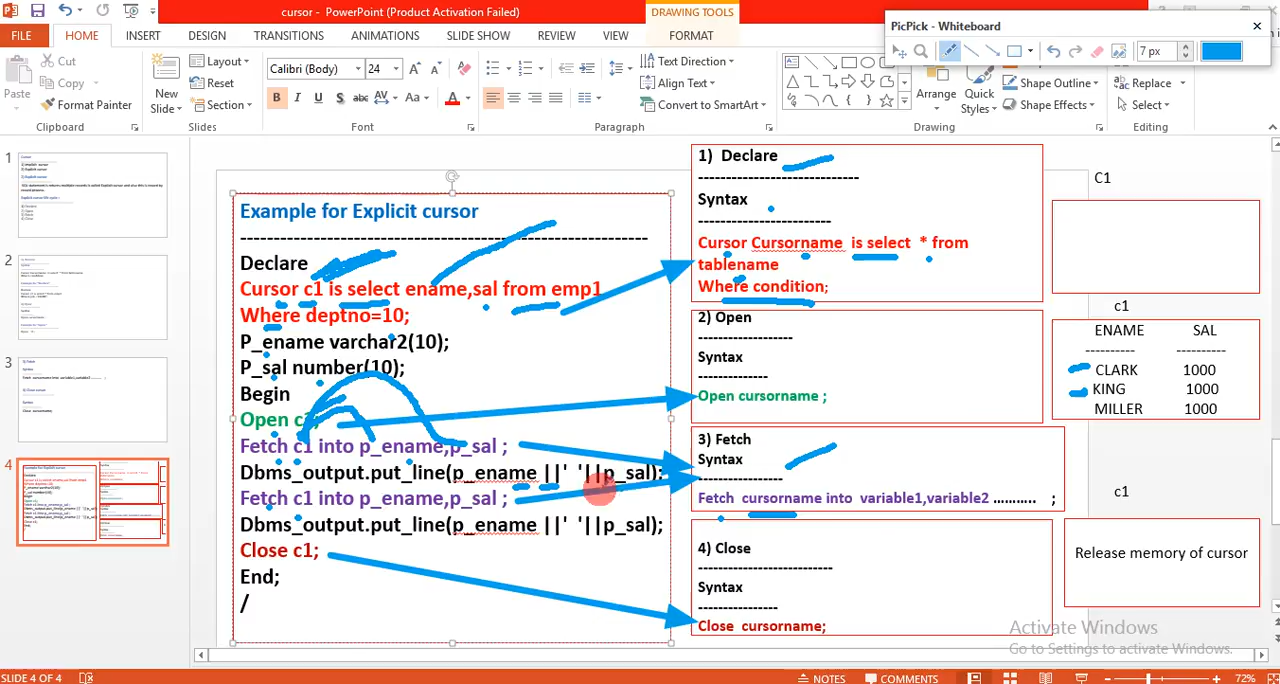 cursor - PowerPoint (Product Activation Failed)
DRAWING TOOLS
PicPick - Whiteboard
FILE HOME INSERT DESIGN TRANSITIONS ANIMATIONS SLIDE SHOW REVIEW VIEW FORMAT
7 px
Cut
Copy
Format Painter
Paste
Clipboard
New
Slide
Layout
Reset
Section
Slides
Calibri (Body) 24
B I U S abc AV Aa A
Font
Text Direction
Align Text
Convert to SmartArt
Paragraph
Arrange
Quick
Styles
Shape Outline
Shape Effects
Drawing
Replace
Select
Editing
1
2
3
4
Example for Explicit cursor
----------------------------------------------------------
Declare
Cursor c1 is select ename,sal from emp1
Where deptno=10;
P_ename varchar2(10);
P_sal number(10);
Begin
Open c1;
Fetch c1 into p_ename,p_sal ;
Dbms_output.put_line(p_ename ||' '||p_sal);
Fetch c1 into p_ename,p_sal ;
Dbms_output.put_line(p_ename ||' '||p_sal);
Close c1;
End;
/
1) Declare
-----------------------------
Syntax
------------------------
Cursor Cursorname is select * from
tablename
Where condition;
2) Open
-------------------
Syntax
--------------
Open cursorname ;
3) Fetch
Syntax
-----------------
Fetch cursorname into variable1,variable2 ........... ;
4) Close
---------------------------
Syntax
----------------
Close cursorname;
C1
c1
ENAME SAL
---------- ----------
CLARK 1000
KING 1000
MILLER 1000
c1
Release memory of cursor
Activate Windows
Go to Settings to activate Windows.
SLIDE 4 OF 4
NOTES COMMENTS
72%